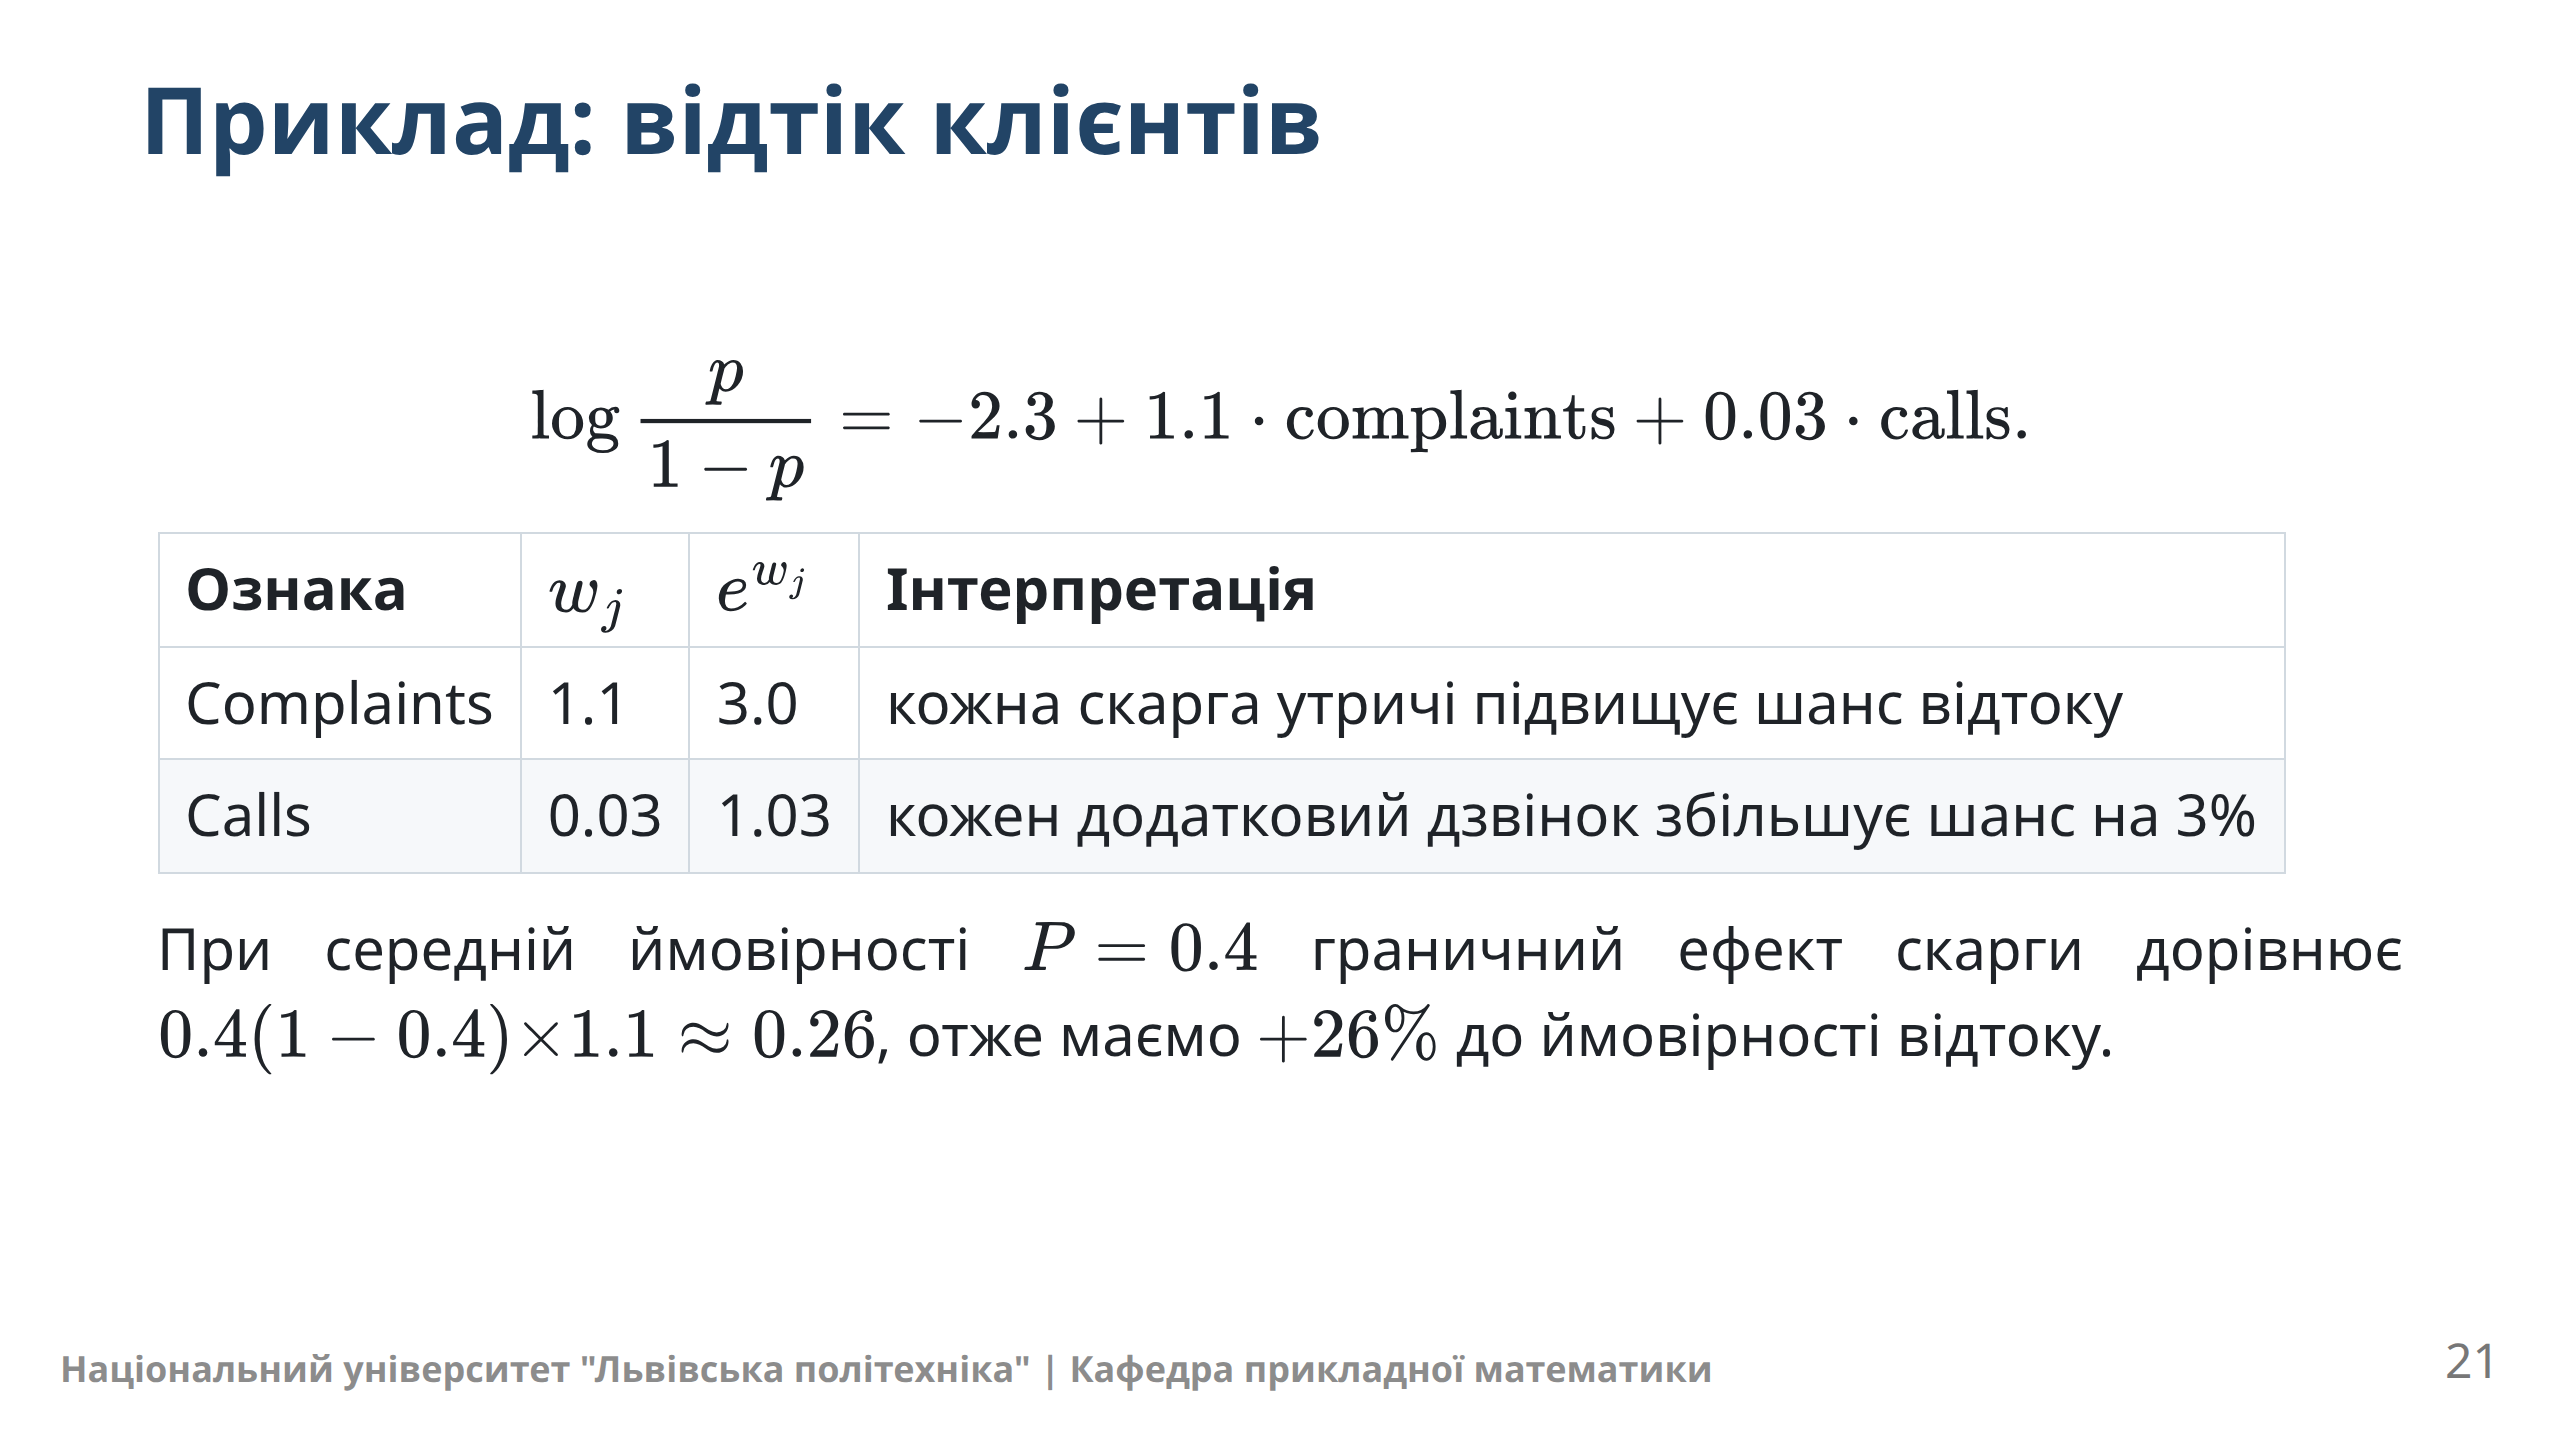 Приклад: відтік клієнтів
log p/(1 − p) = −2.3 + 1.1 · complaints + 0.03 · calls.
Ознака w_j e^{w_j} Інтерпретація
Complaints 1.1 3.0 кожна скарга утричі підвищує шанс відтоку
Calls 0.03 1.03 кожен додатковий дзвінок збільшує шанс на 3%
При середній ймовірності P = 0.4 граничний ефект скарги дорівнює
0.4(1 − 0.4)×1.1 ≈ 0.26, отже маємо +26% до ймовірності відтоку.
Національний університет "Львівська політехніка" | Кафедра прикладної математики
21